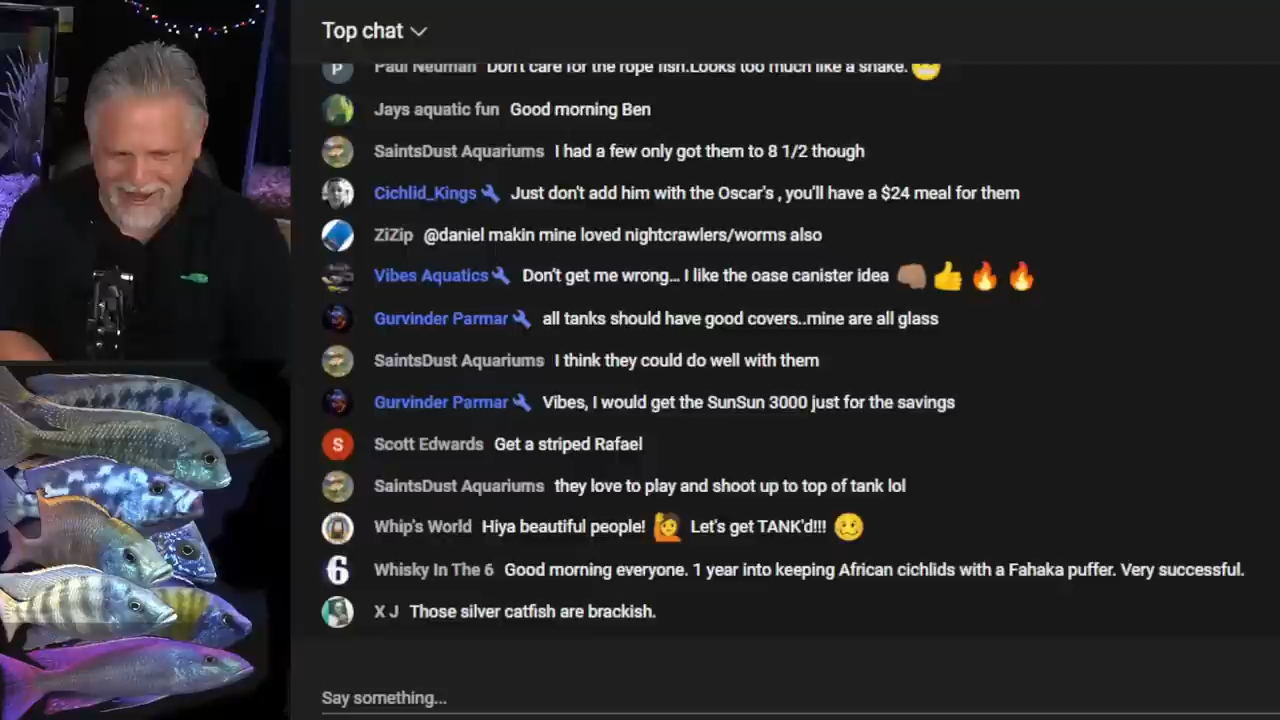 Top chat
P Paul Neuman Don't care for the rope fish.Looks too much like a snake.
Jays aquatic fun Good morning Ben
SaintsDust Aquariums I had a few only got them to 8 1/2 though
Cichlid_Kings Just don't add him with the Oscar's , you'll have a $24 meal for them
ZiZip @daniel makin mine loved nightcrawlers/worms also
Vibes Aquatics Don't get me wrong... I like the oase canister idea 👊🏽👍🔥🔥
Gurvinder Parmar all tanks should have good covers..mine are all glass
SaintsDust Aquariums I think they could do well with them
Gurvinder Parmar Vibes, I would get the SunSun 3000 just for the savings
S Scott Edwards Get a striped Rafael
SaintsDust Aquariums they love to play and shoot up to top of tank lol
Whip's World Hiya beautiful people! 🙋 Let's get TANK'd!!! 🥴
6 Whisky In The 6 Good morning everyone. 1 year into keeping African cichlids with a Fahaka puffer. Very successful.
X J Those silver catfish are brackish.
Say something...